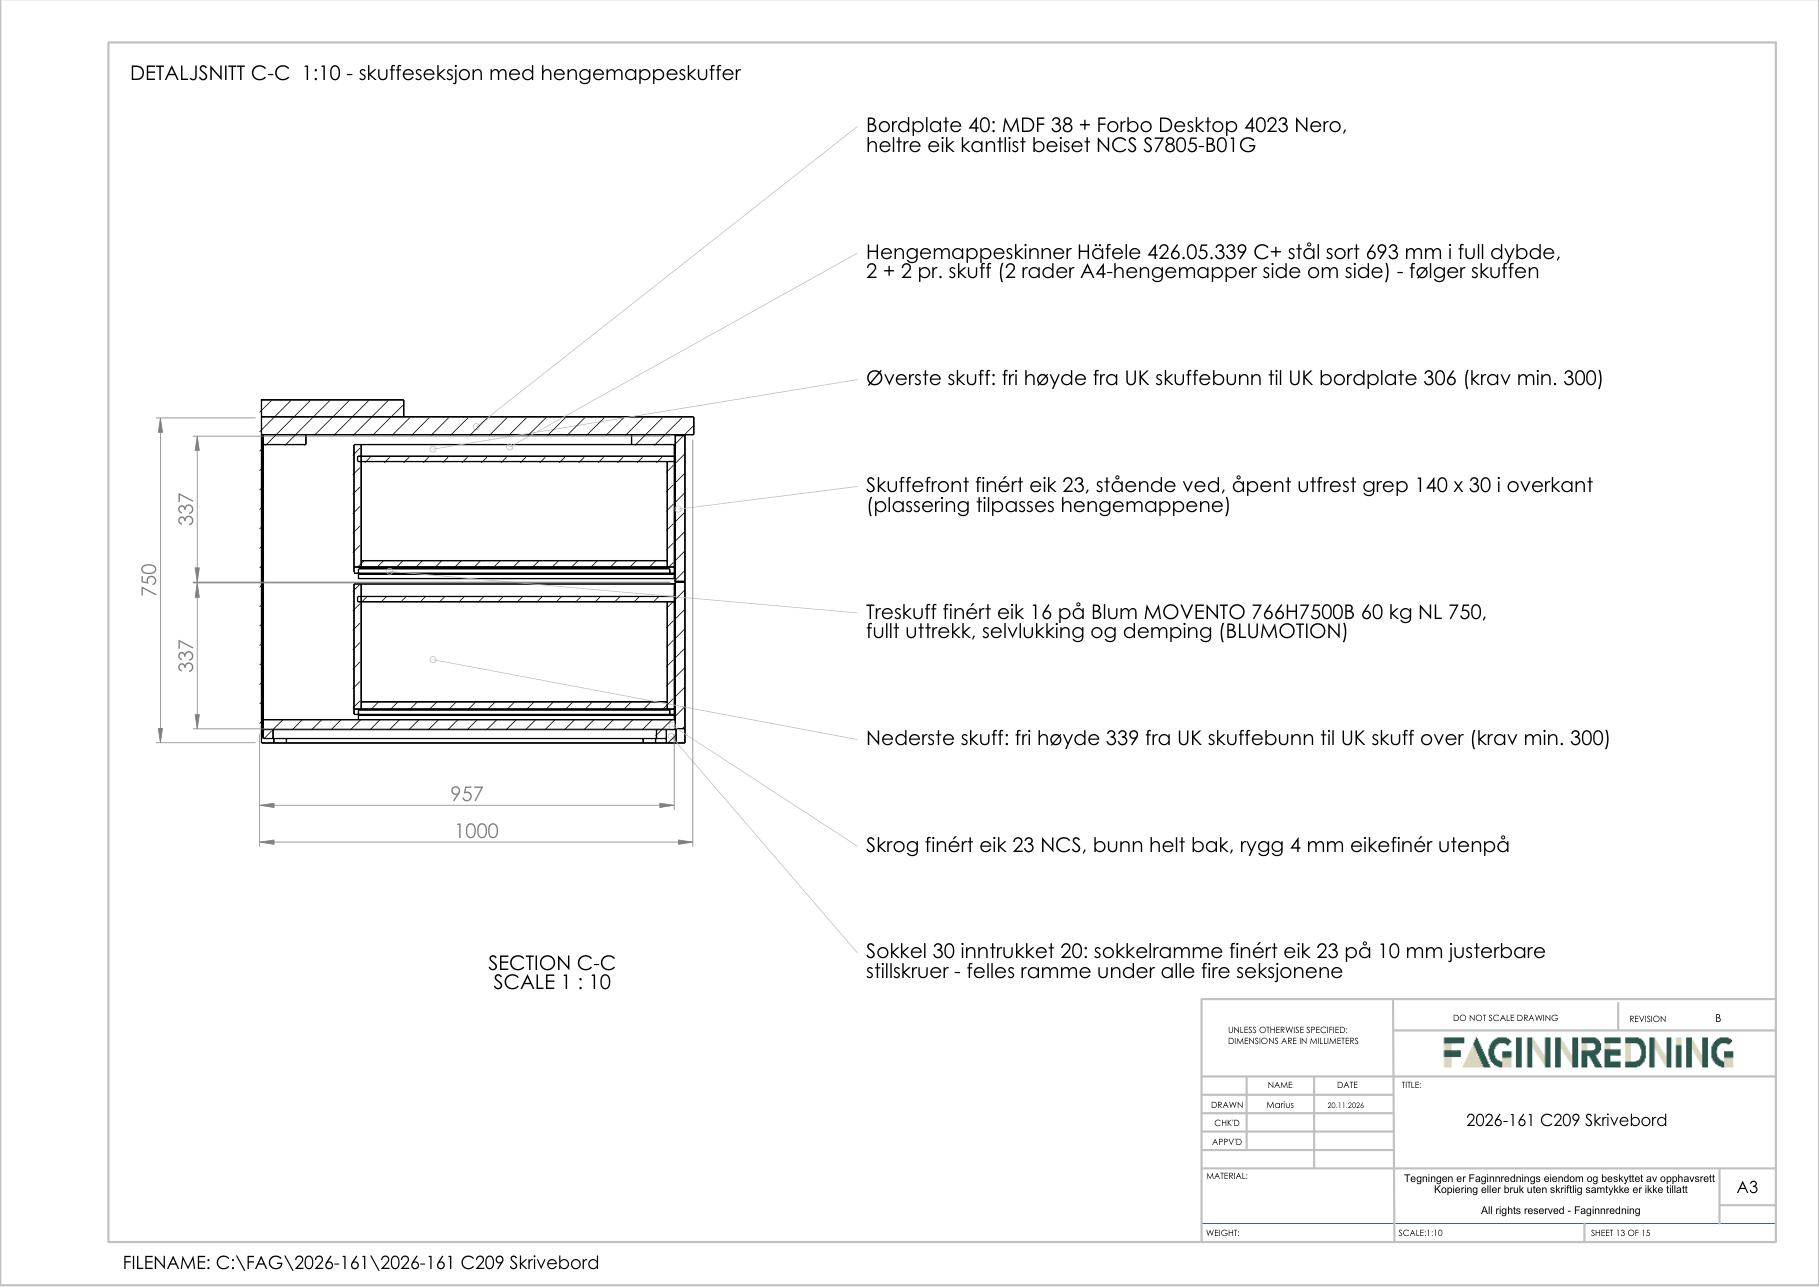 DETALJSNITT C-C  1:10 - skuffeseksjon med hengemappeskuffer
Bordplate 40: MDF 38 + Forbo Desktop 4023 Nero,
heltre eik kantlist beiset NCS S7805-B01G
Hengemappeskinner Häfele 426.05.339 C+ stål sort 693 mm i full dybde,
2 + 2 pr. skuff (2 rader A4-hengemapper side om side) - følger skuffen
Øverste skuff: fri høyde fra UK skuffebunn til UK bordplate 306 (krav min. 300)
Skuffefront finért eik 23, stående ved, åpent utfrest grep 140 x 30 i overkant
(plassering tilpasses hengemappene)
Treskuff finért eik 16 på Blum MOVENTO 766H7500B 60 kg NL 750,
fullt uttrekk, selvlukking og demping (BLUMOTION)
Nederste skuff: fri høyde 339 fra UK skuffebunn til UK skuff over (krav min. 300)
Skrog finért eik 23 NCS, bunn helt bak, rygg 4 mm eikefinér utenpå
Sokkel 30 inntrukket 20: sokkelramme finért eik 23 på 10 mm justerbare
stillskruer - felles ramme under alle fire seksjonene
750
337
337
957
1000
SECTION C-C
SCALE 1 : 10
UNLESS OTHERWISE SPECIFIED:
DIMENSIONS ARE IN MILLIMETERS
DO NOT SCALE DRAWING
REVISION B
FAGINNREDNING
NAME DATE
DRAWN Marius 20.11.2026
CHK'D
APPV'D
TITLE:
2026-161 C209 Skrivebord
MATERIAL:
Tegningen er Faginnrednings eiendom og beskyttet av opphavsrett
Kopiering eller bruk uten skriftlig samtykke er ikke tillatt
All rights reserved - Faginnredning
A3
WEIGHT:
SCALE:1:10
SHEET 13 OF 15
FILENAME: C:\FAG\2026-161\2026-161 C209 Skrivebord